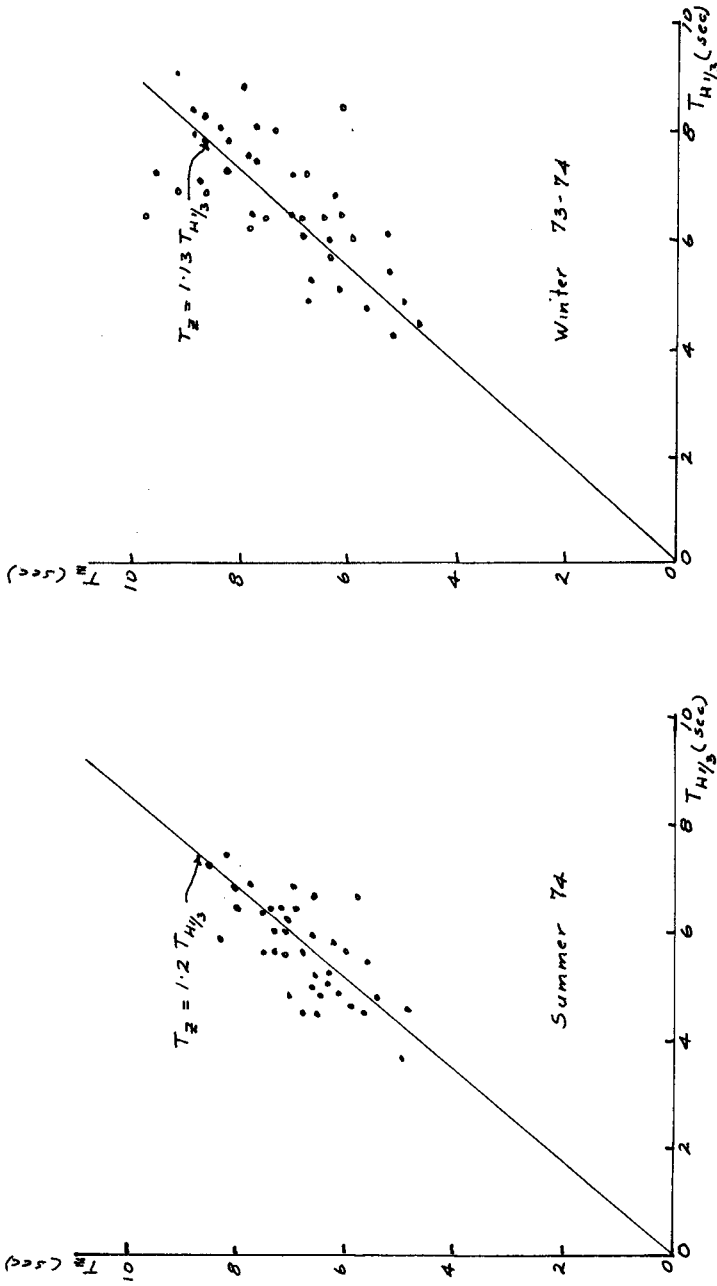 T_z (sec)
10
8
6
4
2
0
T_z = 1.2 T_H1/3
Summer 74
0 2 4 6 8 10
T_H1/3 (sec)
T_z (sec)
10
8
6
4
2
0
T_z = 1.13 T_H1/3
Winter 73-74
0 2 4 6 8 10
T_H1/3 (sec)